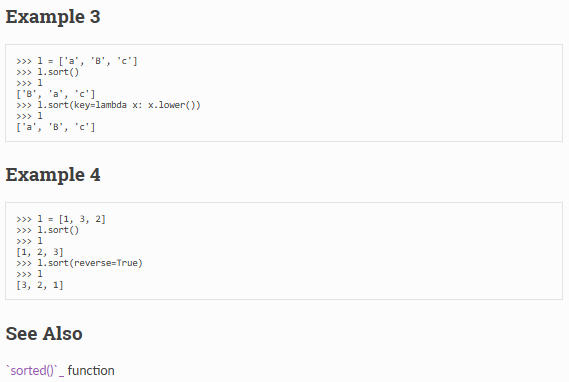 Example 3
>>> l = ['a', 'B', 'c']
>>> l.sort()
>>> l
['B', 'a', 'c']
>>> l.sort(key=lambda x: x.lower())
>>> l
['a', 'B', 'c']
Example 4
>>> l = [1, 3, 2]
>>> l.sort()
>>> l
[1, 2, 3]
>>> l.sort(reverse=True)
>>> l
[3, 2, 1]
See Also
`sorted()`_ function